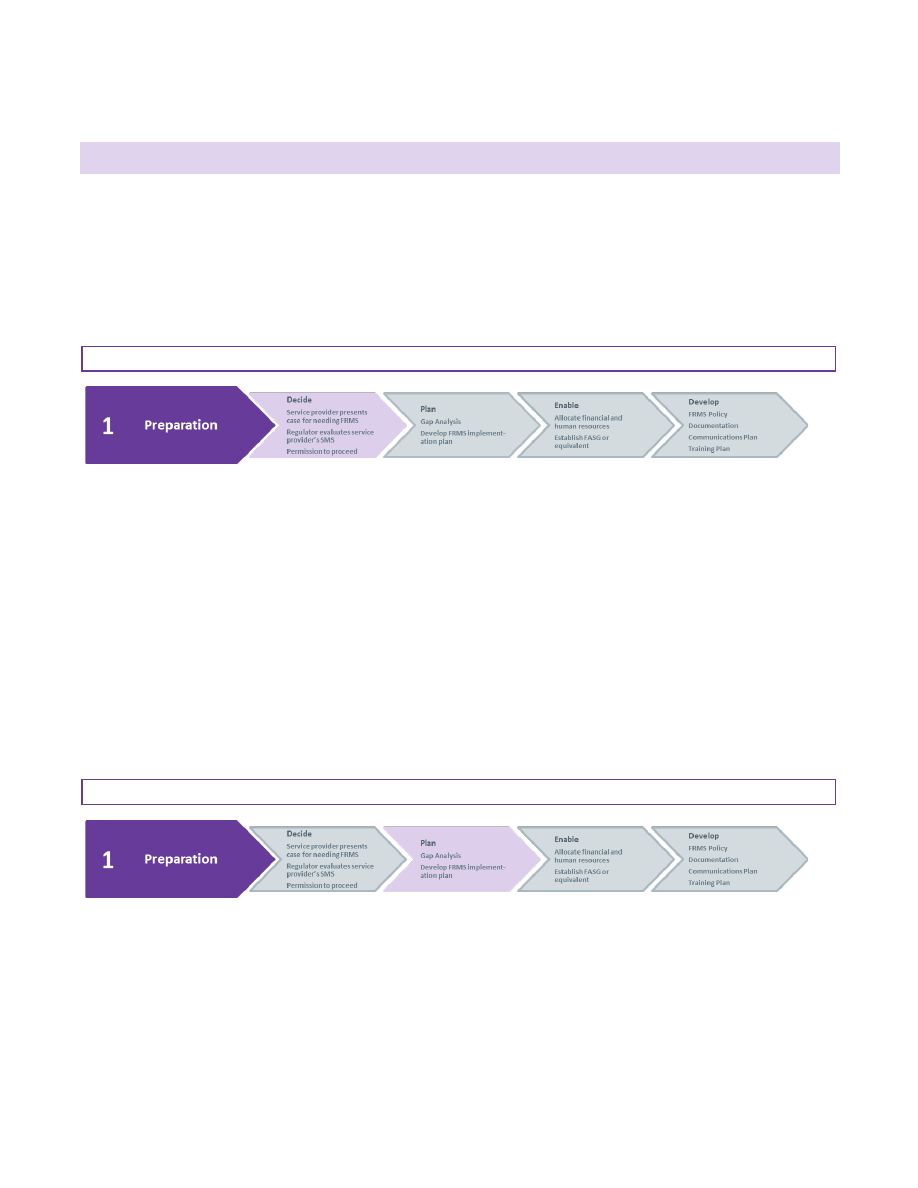 1 Preparation
Decide
Service provider presents
case for needing FRMS
Regulator evaluates service
provider's SMS
Permission to proceed
Plan
Gap Analysis
Develop FRMS implement-
ation plan
Enable
Allocate financial and
human resources
Establish FASG or
equivalent
Develop
FRMS Policy
Documentation
Communications Plan
Training Plan
1 Preparation
Decide
Service provider presents
case for needing FRMS
Regulator evaluates service
provider's SMS
Permission to proceed
Plan
Gap Analysis
Develop FRMS implement-
ation plan
Enable
Allocate financial and
human resources
Establish FASG or
equivalent
Develop
FRMS Policy
Documentation
Communications Plan
Training Plan